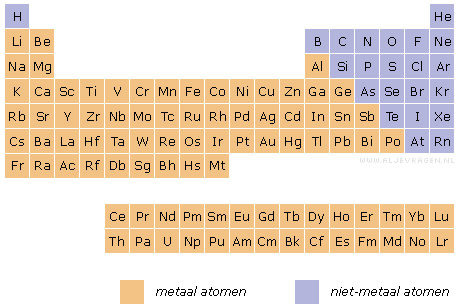 H He
Li Be B C N O F Ne
Na Mg Al Si P S Cl Ar
K Ca Sc Ti V Cr Mn Fe Co Ni Cu Zn Ga Ge As Se Br Kr
Rb Sr Y Zr Nb Mo Tc Ru Rh Pd Ag Cd In Sn Sb Te I Xe
Cs Ba La Hf Ta W Re Os Ir Pt Au Hg Tl Pb Bi Po At Rn
Fr Ra Ac Rf Db Sg Bh Hs Mt
WWW.ALJEVRAGEN.NL
Ce Pr Nd Pm Sm Eu Gd Tb Dy Ho Er Tm Yb Lu
Th Pa U Np Pu Am Cm Bk Cf Es Fm Md No Lr
metaal atomen niet-metaal atomen